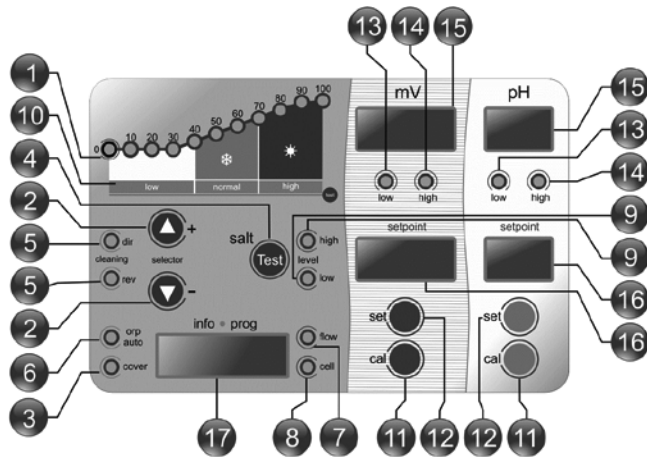 13 14 15
mV
pH
1
10
4
2
5
5
2
6
3
0 10 20 30 40 50 60 70 80 90 100
low normal high
low high
low high
15
13
14
9
9
16
16
+
dir
cleaning
selector
rev
-
salt
Test
high
level
low
setpoint
setpoint
orp
auto
cover
info • prog
flow
cell
set
cal
set
cal
17 8 7 11 12 12 11